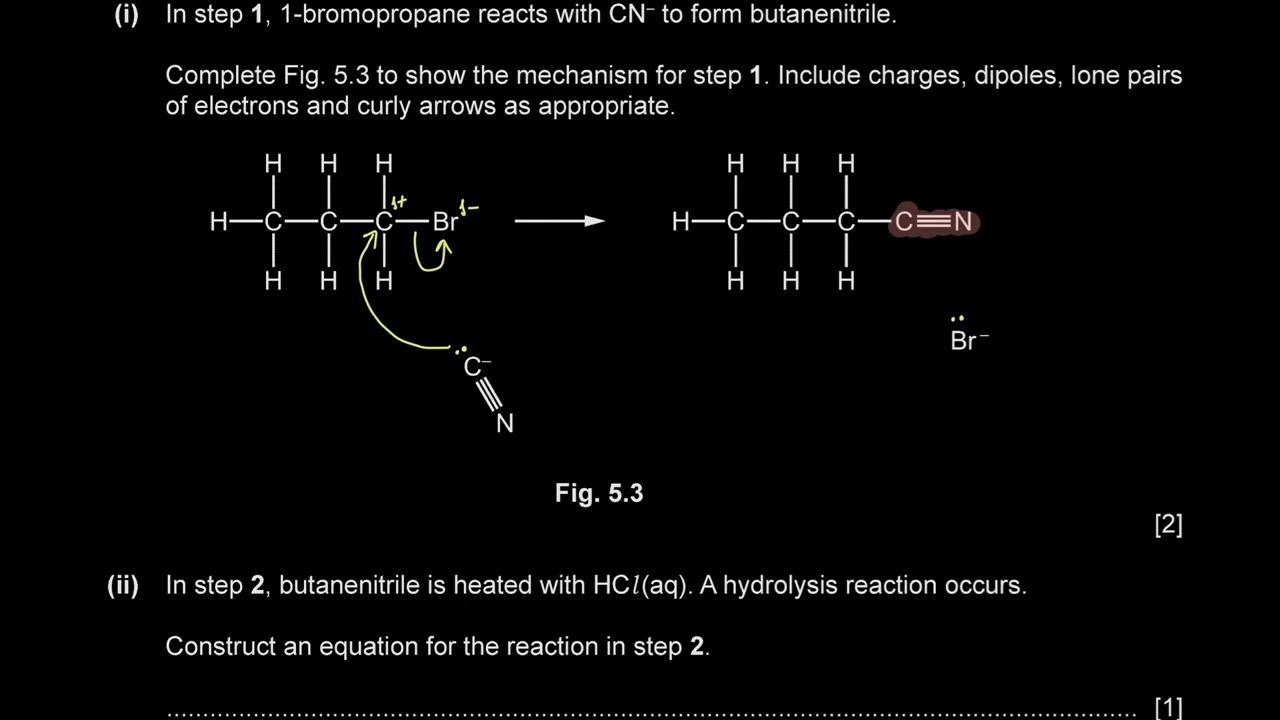 (i) In step 1, 1-bromopropane reacts with CN⁻ to form butanenitrile.
Complete Fig. 5.3 to show the mechanism for step 1. Include charges, dipoles, lone pairs
of electrons and curly arrows as appropriate.
H H H H H H
δ+ δ−
H C C C Br H C C C C≡N
H H H H H H
Br⁻
C⁻
N
Fig. 5.3
[2]
(ii) In step 2, butanenitrile is heated with HCl(aq). A hydrolysis reaction occurs.
Construct an equation for the reaction in step 2.
[1]